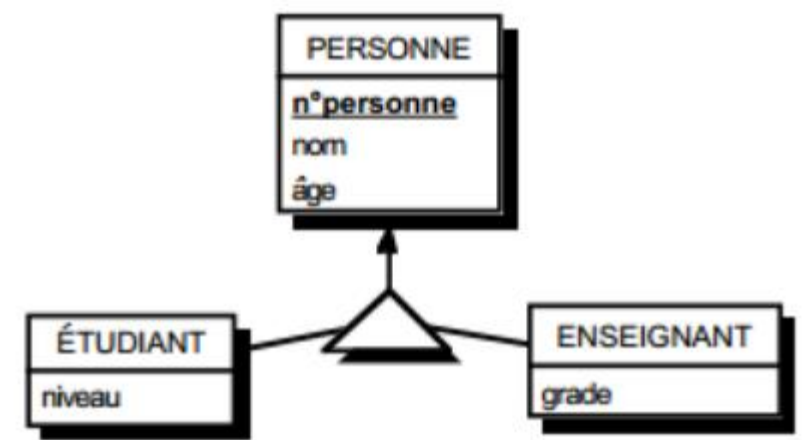 PERSONNE
n°personne
nom
âge
ÉTUDIANT
niveau
ENSEIGNANT
grade